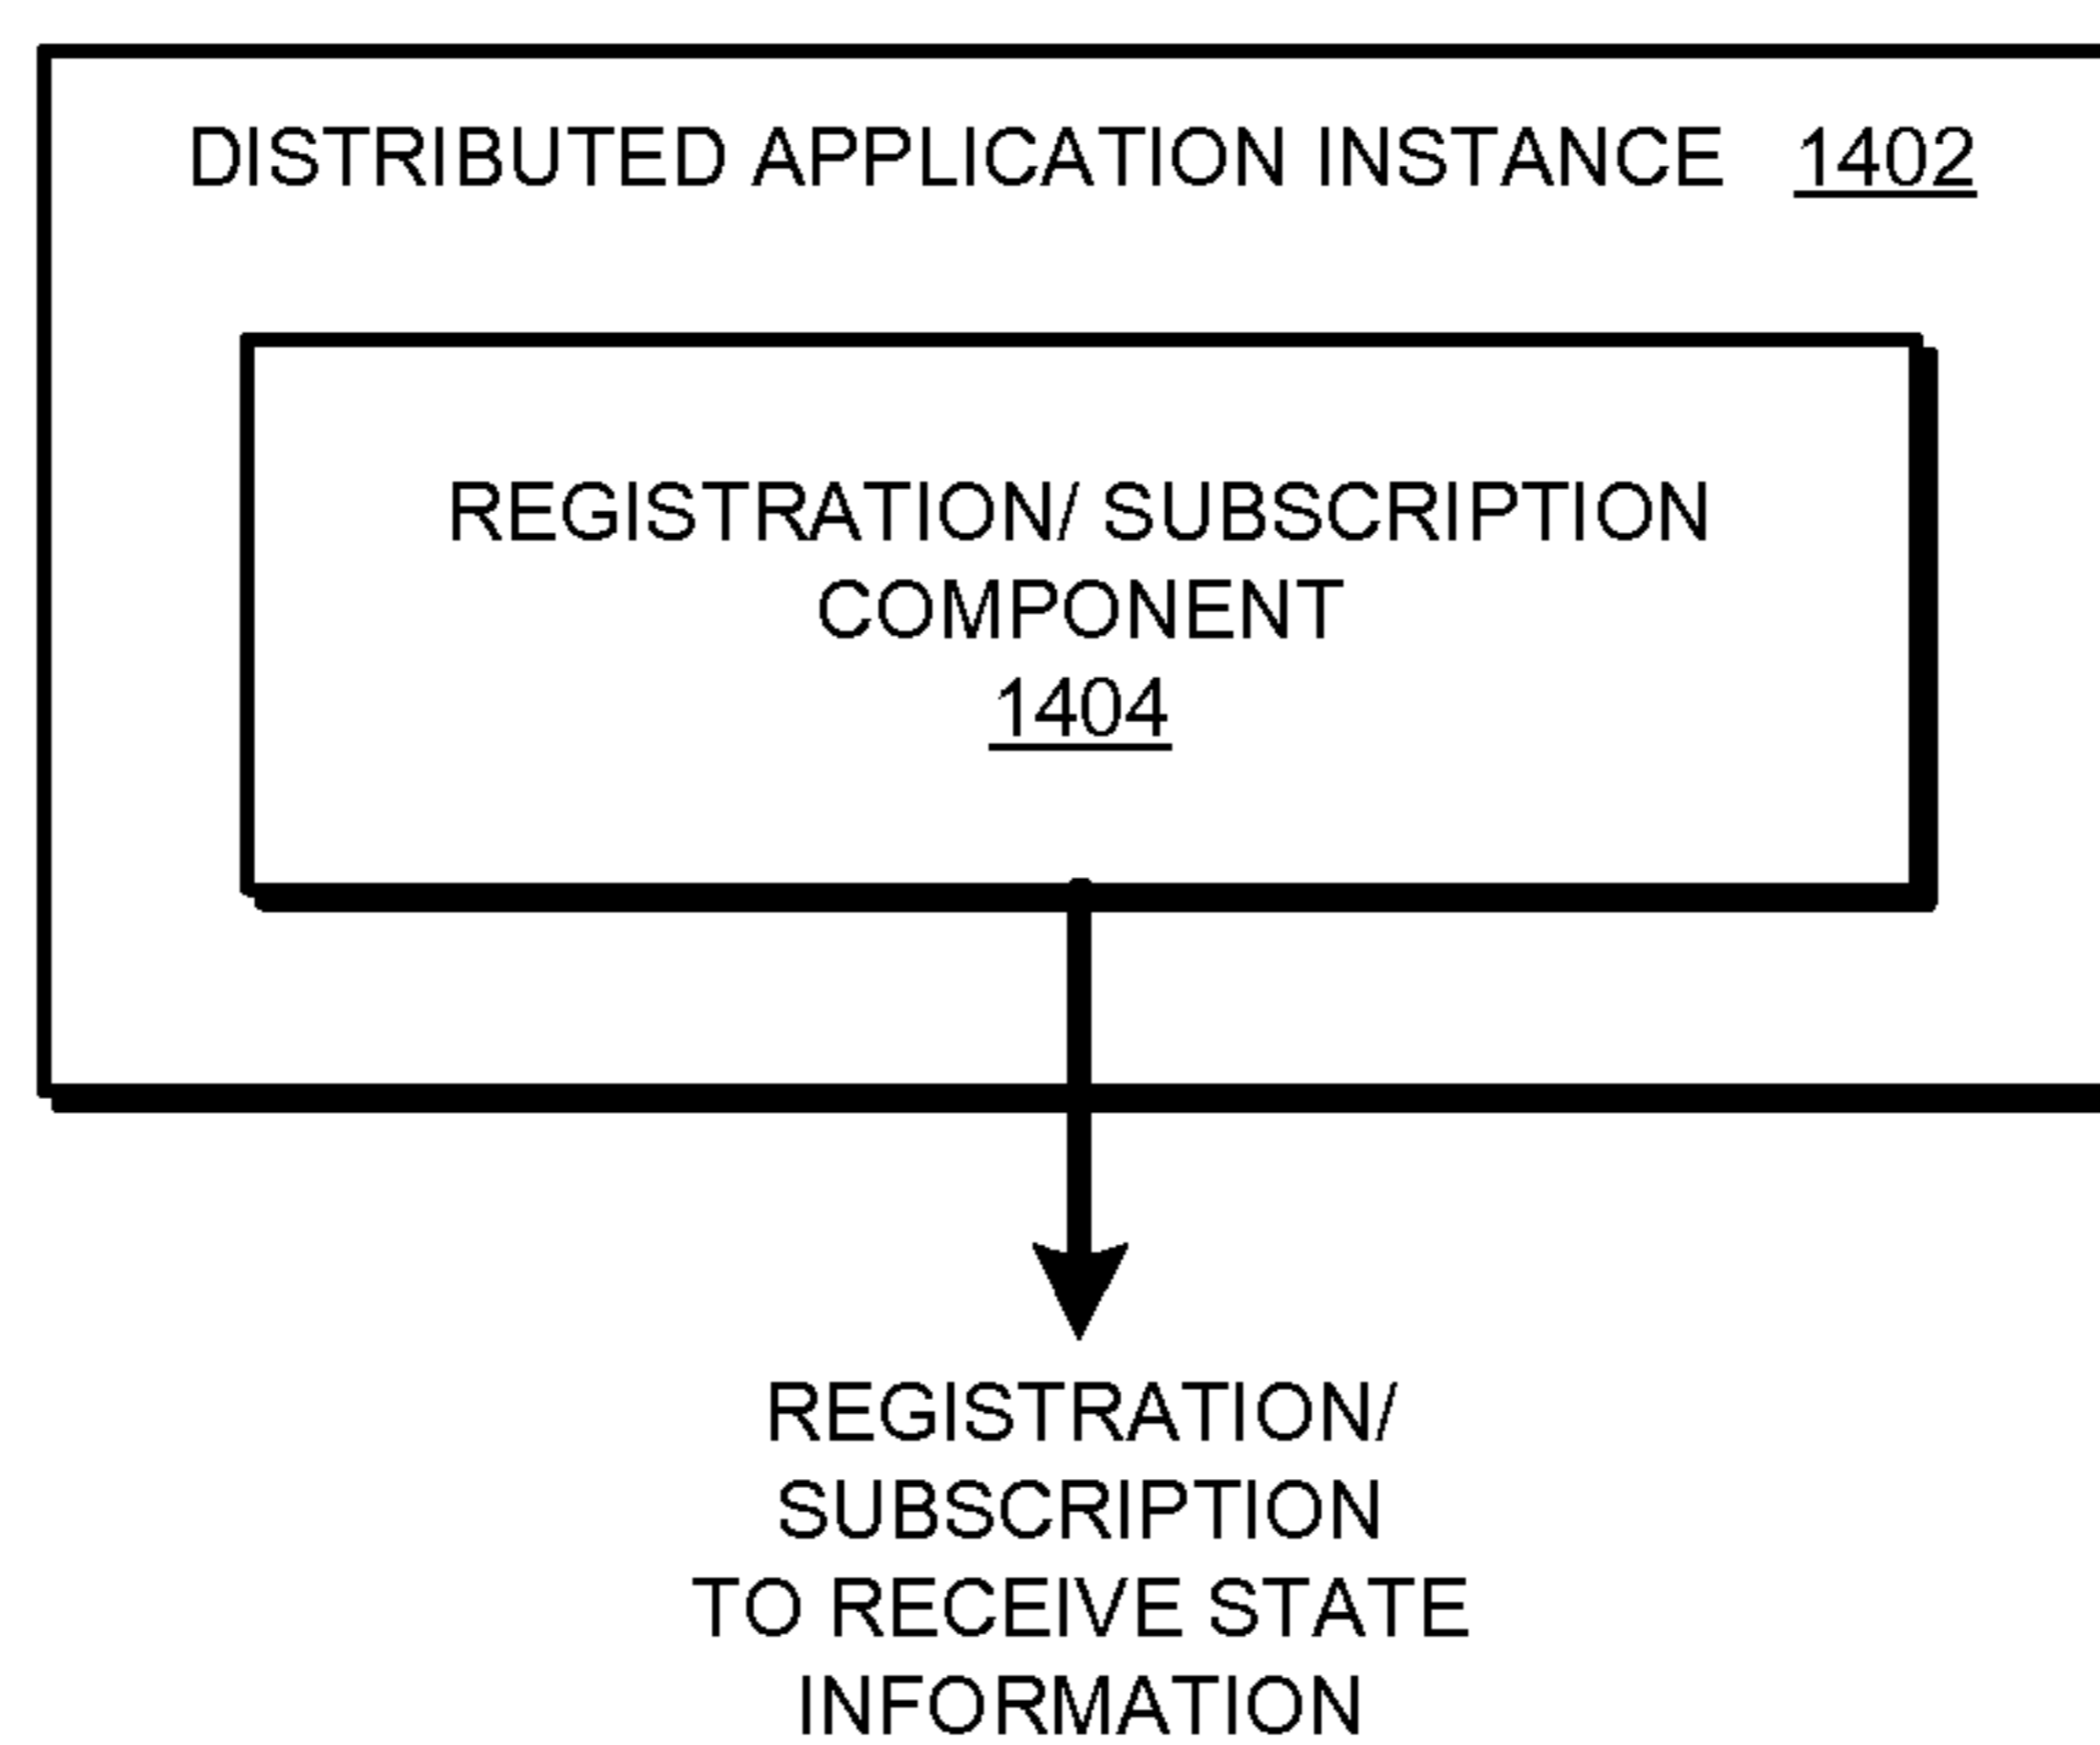 DISTRIBUTED APPLICATION INSTANCE 1402
REGISTRATION/ SUBSCRIPTION
COMPONENT
1404
REGISTRATION/
SUBSCRIPTION
TO RECEIVE STATE
INFORMATION